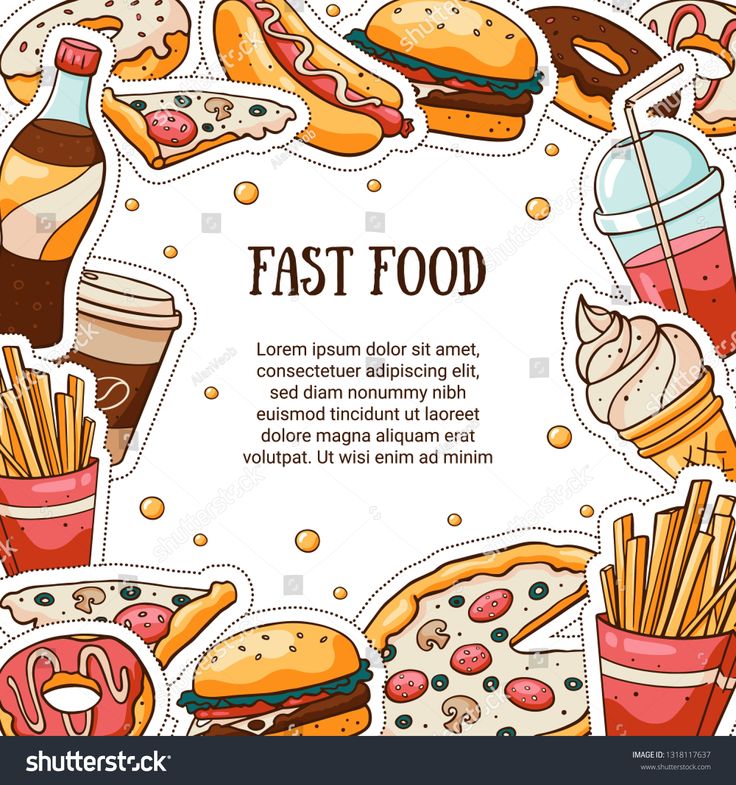 FAST FOOD
Lorem ipsum dolor sit amet,
consectetur adipiscing elit,
sed diam nonummy nibh
euismod tincidunt ut laoreet
dolore magna aliquam erat
volutpat. Ut wisi enim ad minim
shutterstock®
IMAGE ID: 1318117637
www.shutterstock.com